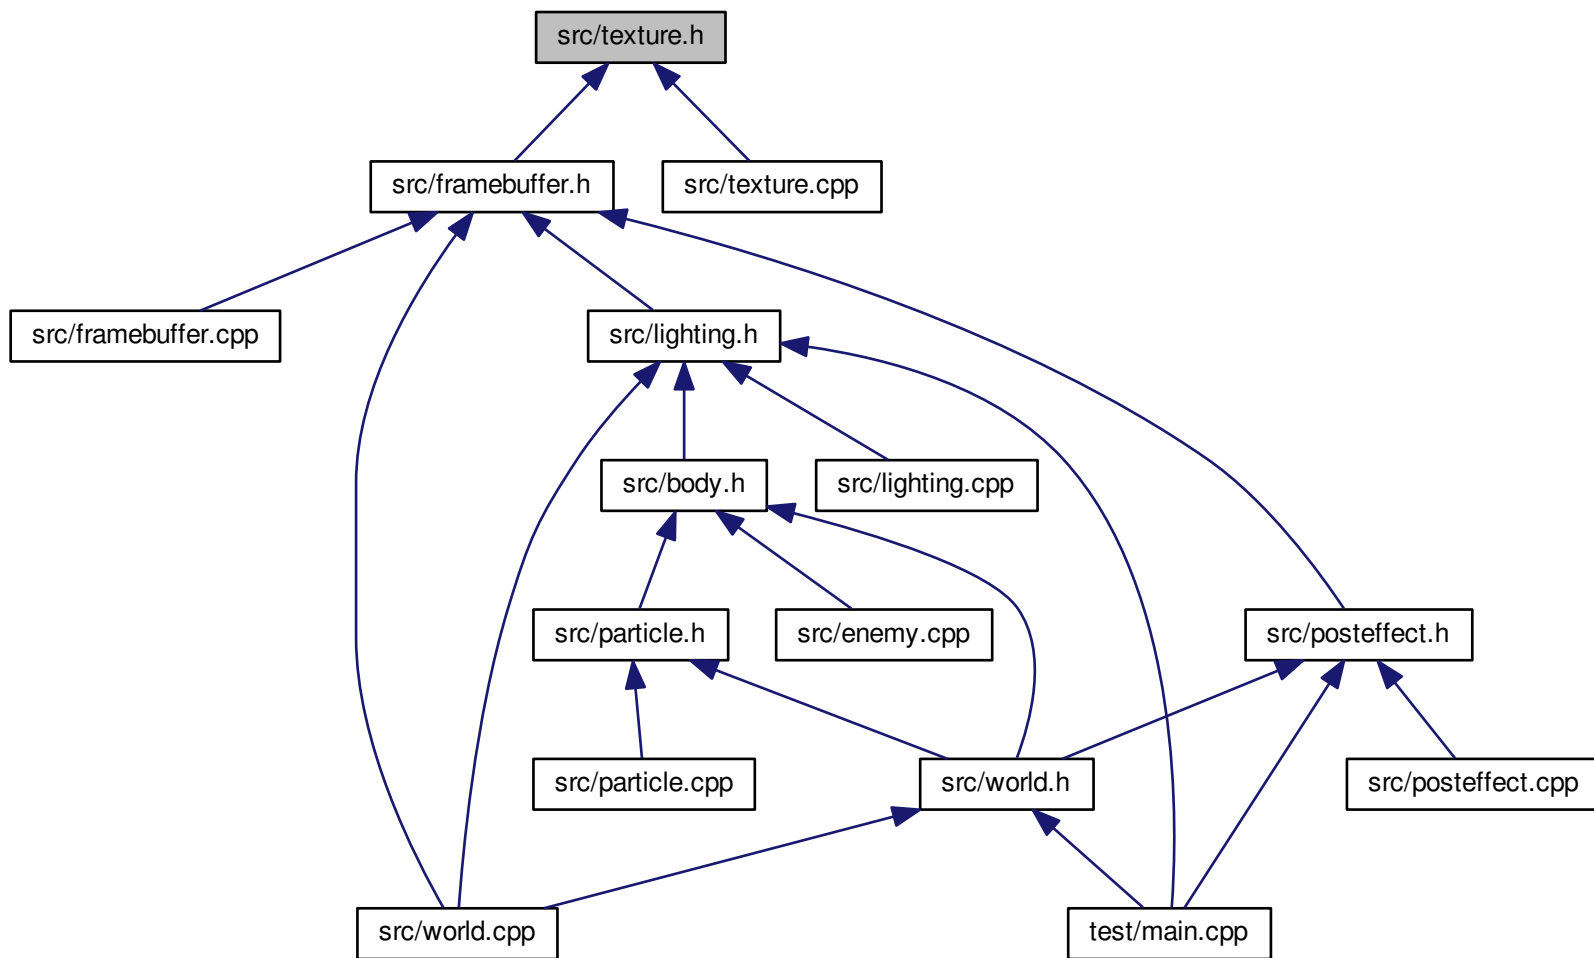 src/texture.h
src/framebuffer.h
src/texture.cpp
src/framebuffer.cpp
src/lighting.h
src/body.h
src/lighting.cpp
src/particle.h
src/enemy.cpp
src/posteffect.h
src/particle.cpp
src/world.h
src/posteffect.cpp
src/world.cpp
test/main.cpp